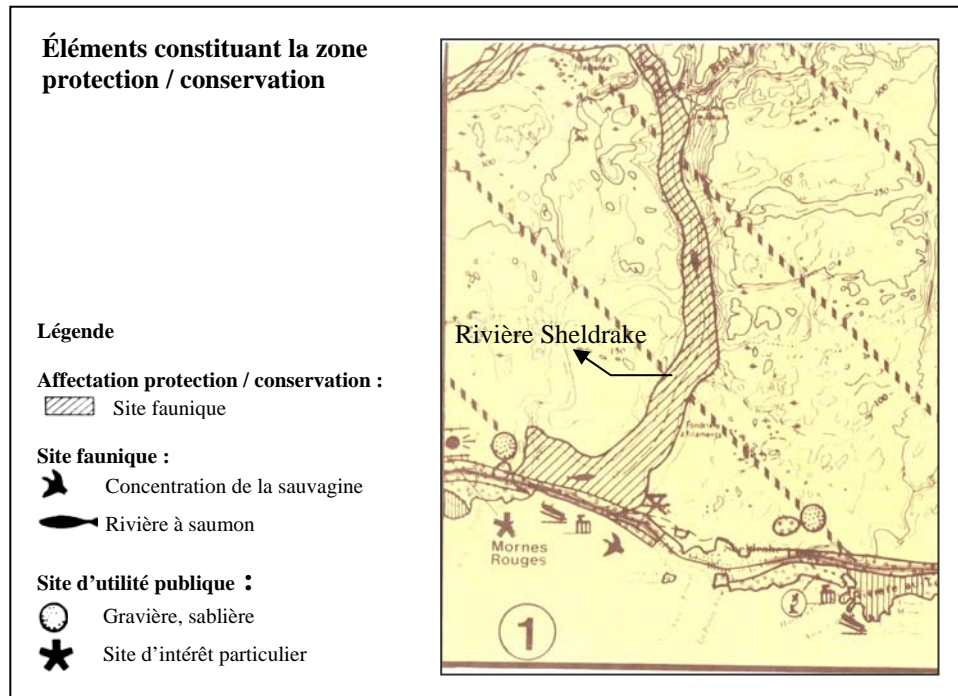 Éléments constituant la zone
protection / conservation
Légende
Affectation protection / conservation :
Site faunique
Site faunique :
Concentration de la sauvagine
Rivière à saumon
Site d'utilité publique :
Gravière, sablière
Site d'intérêt particulier
Rivière Sheldrake
Mornes
Rouges
1